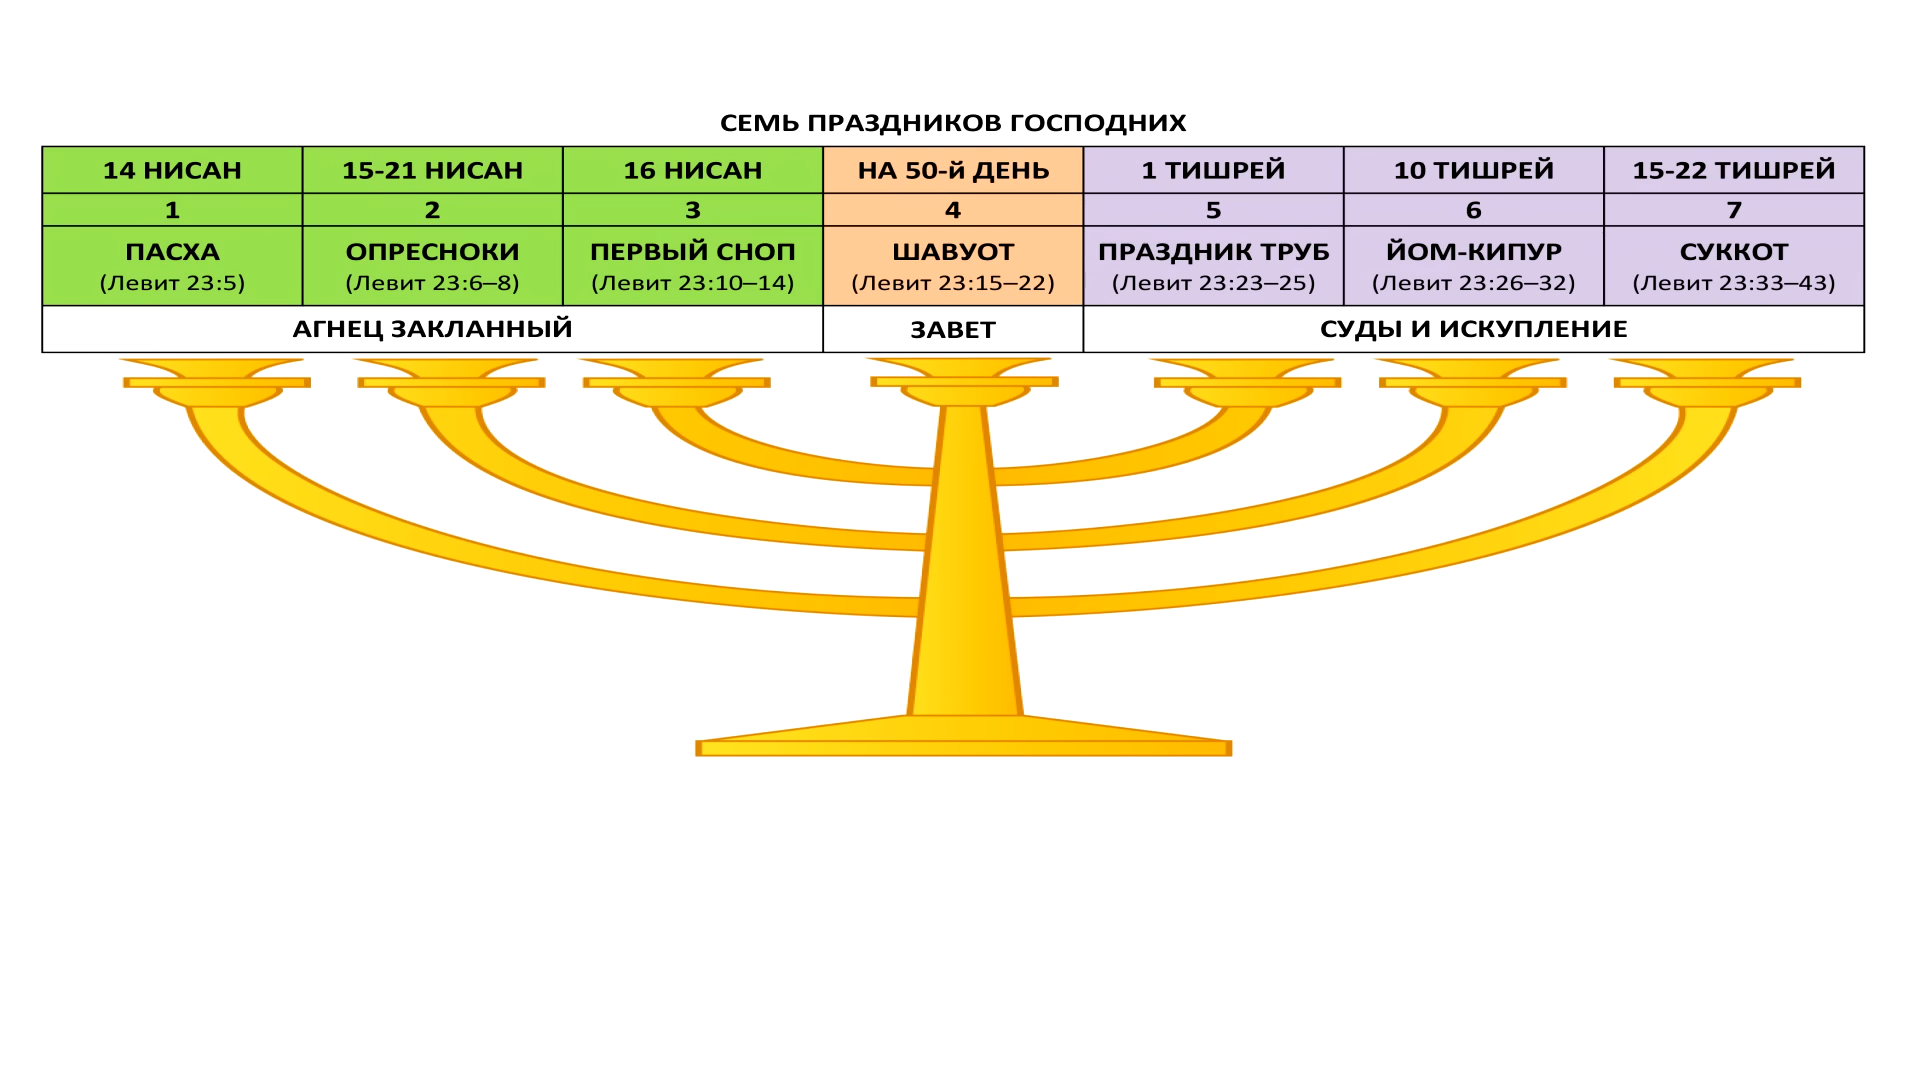 СЕМЬ ПРАЗДНИКОВ ГОСПОДНИХ
14 НИСАН 15-21 НИСАН 16 НИСАН НА 50-й ДЕНЬ 1 ТИШРЕЙ 10 ТИШРЕЙ 15-22 ТИШРЕЙ
1 2 3 4 5 6 7
ПАСХА ОПРЕСНОКИ ПЕРВЫЙ СНОП ШАВУОТ ПРАЗДНИК ТРУБ ЙОМ-КИПУР СУККОТ
(Левит 23:5) (Левит 23:6–8) (Левит 23:10–14) (Левит 23:15–22) (Левит 23:23–25) (Левит 23:26–32) (Левит 23:33–43)
АГНЕЦ ЗАКЛАННЫЙ ЗАВЕТ СУДЫ И ИСКУПЛЕНИЕ